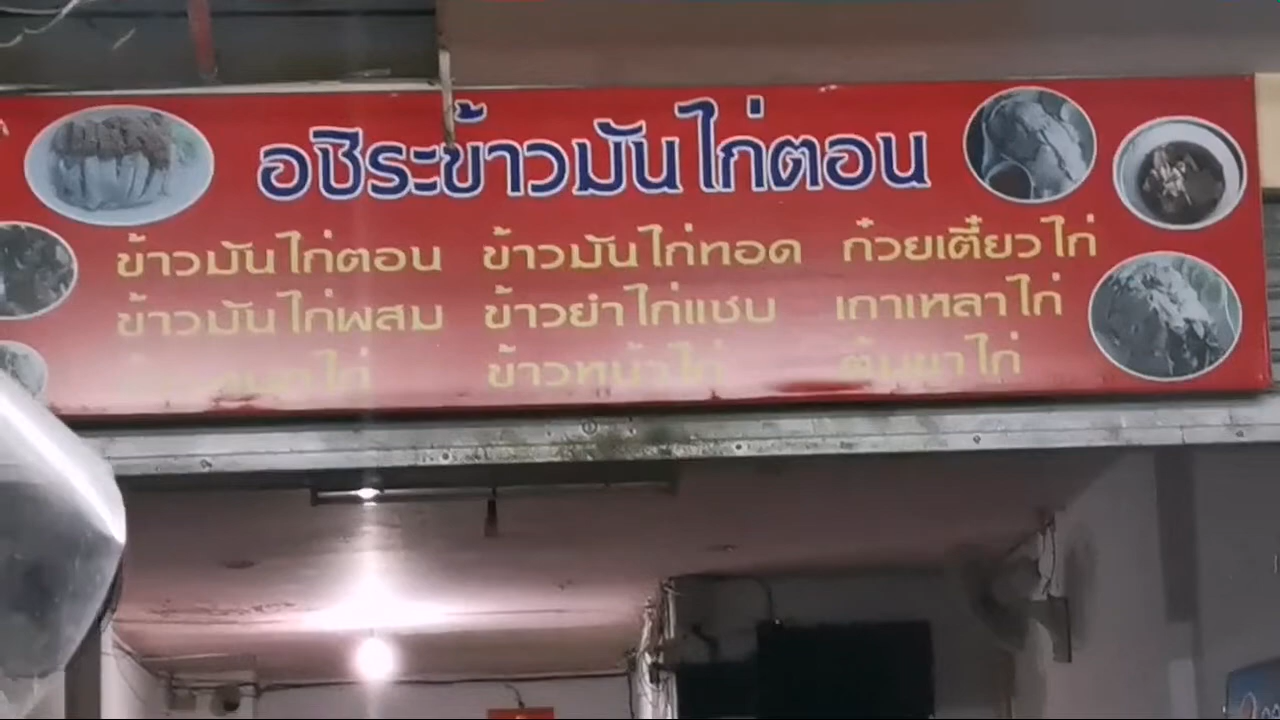 อชิระข้าวมันไก่ตอน
ข้าวมันไก่ตอน ข้าวมันไก่ทอด ก๋วยเตี๋ยวไก่
ข้าวมันไก่ผสม ข้าวยำไก่แซบ เกาเหลาไก่
ข้าวหน้าไก่